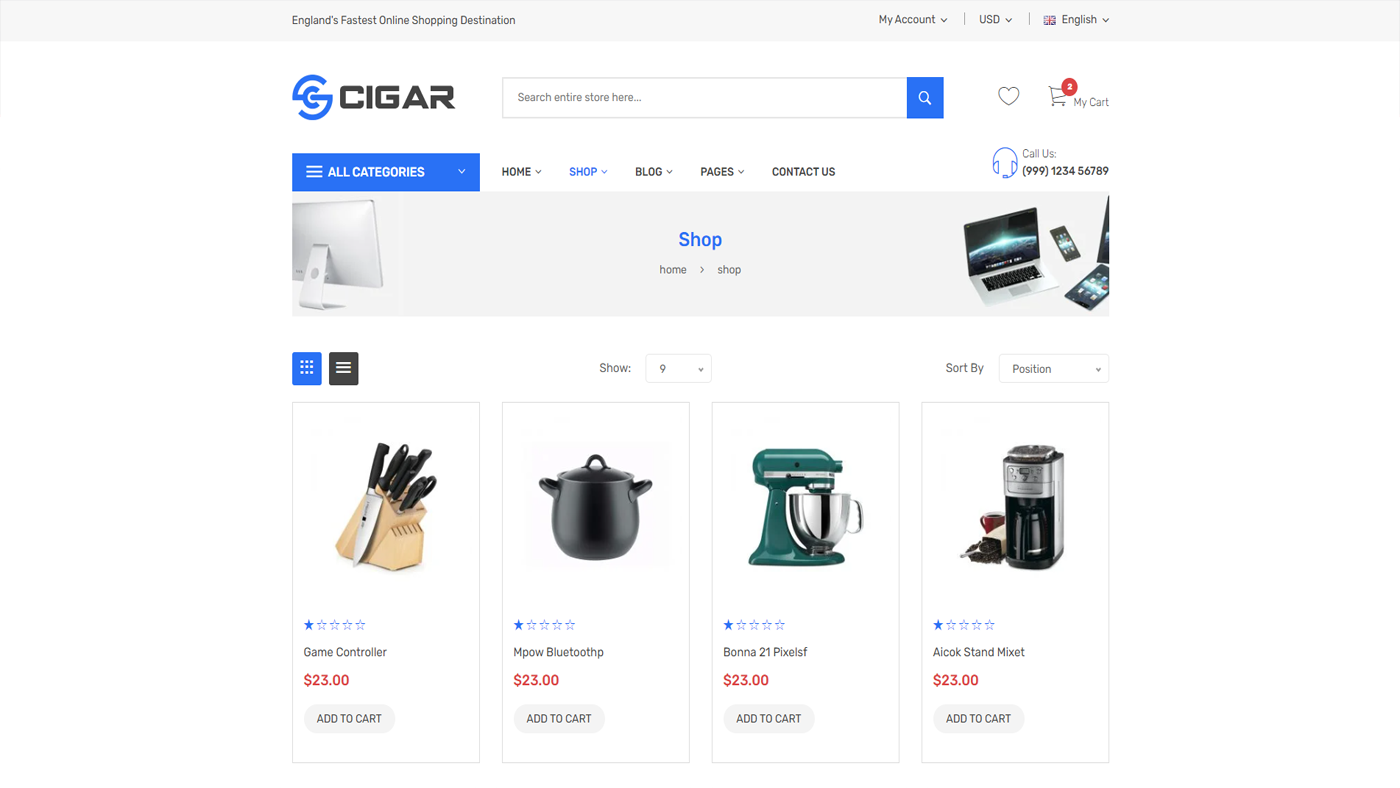 England's Fastest Online Shopping Destination
My Account
USD
English
CIGAR
Search entire store here...
2
My Cart
ALL CATEGORIES
HOME
SHOP
BLOG
PAGES
CONTACT US
Call Us:
(999) 1234 56789
Shop
home > shop
Show:
9
Sort By
Position
Game Controller
$23.00
ADD TO CART
Mpow Bluetoothp
$23.00
ADD TO CART
Bonna 21 Pixelsf
$23.00
ADD TO CART
Aicok Stand Mixet
$23.00
ADD TO CART